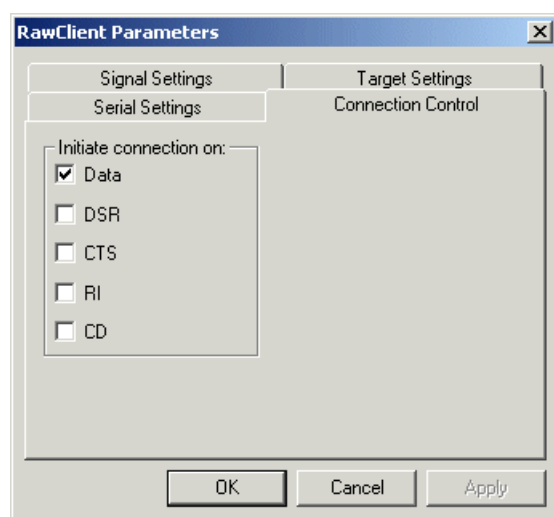 RawClient Parameters
Signal Settings
Target Settings
Serial Settings
Connection Control
Initiate connection on:
Data
DSR
CTS
RI
CD
OK
Cancel
Apply